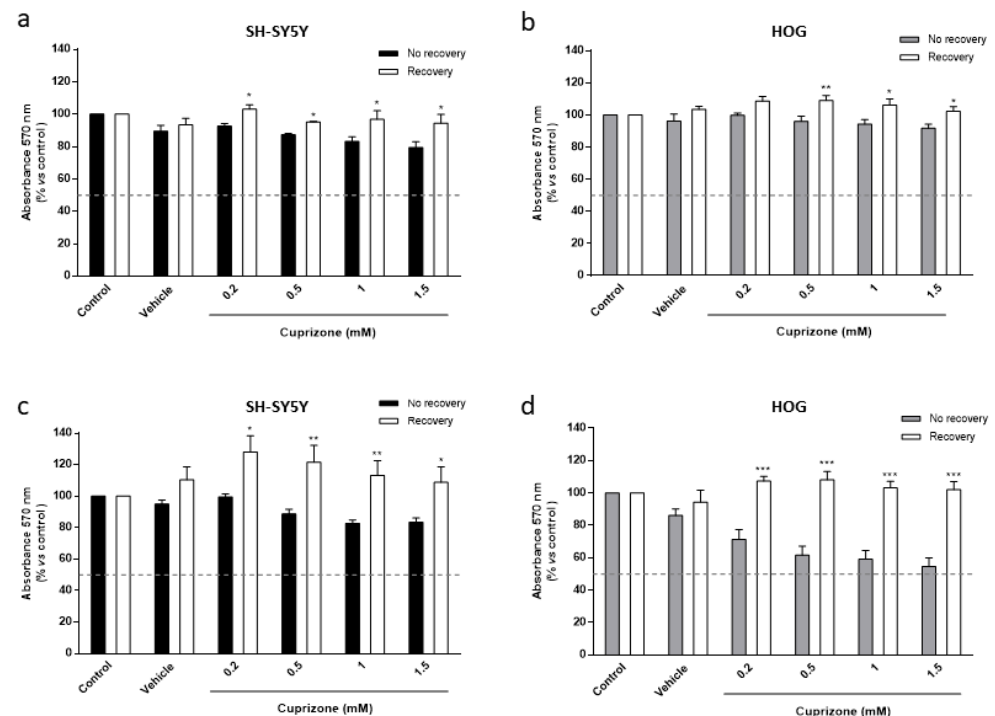 a
SH-SY5Y
No recovery
Recovery
140
120
100
80
60
40
20
0
Absorbance 570 nm
(% vs control)
*
*
*
*
Control
Vehicle
0.2
0.5
1
1.5
Cuprizone (mM)
b
HOG
No recovery
Recovery
140
120
100
80
60
40
20
0
Absorbance 570 nm
(% vs control)
**
*
*
Control
Vehicle
0.2
0.5
1
1.5
Cuprizone (mM)
c
SH-SY5Y
No recovery
Recovery
140
120
100
80
60
40
20
0
Absorbance 570 nm
(% vs control)
*
**
**
*
Control
Vehicle
0.2
0.5
1
1.5
Cuprizone (mM)
d
HOG
No recovery
Recovery
140
120
100
80
60
40
20
0
Absorbance 570 nm
(% vs control)
***
***
***
***
Control
Vehicle
0.2
0.5
1
1.5
Cuprizone (mM)